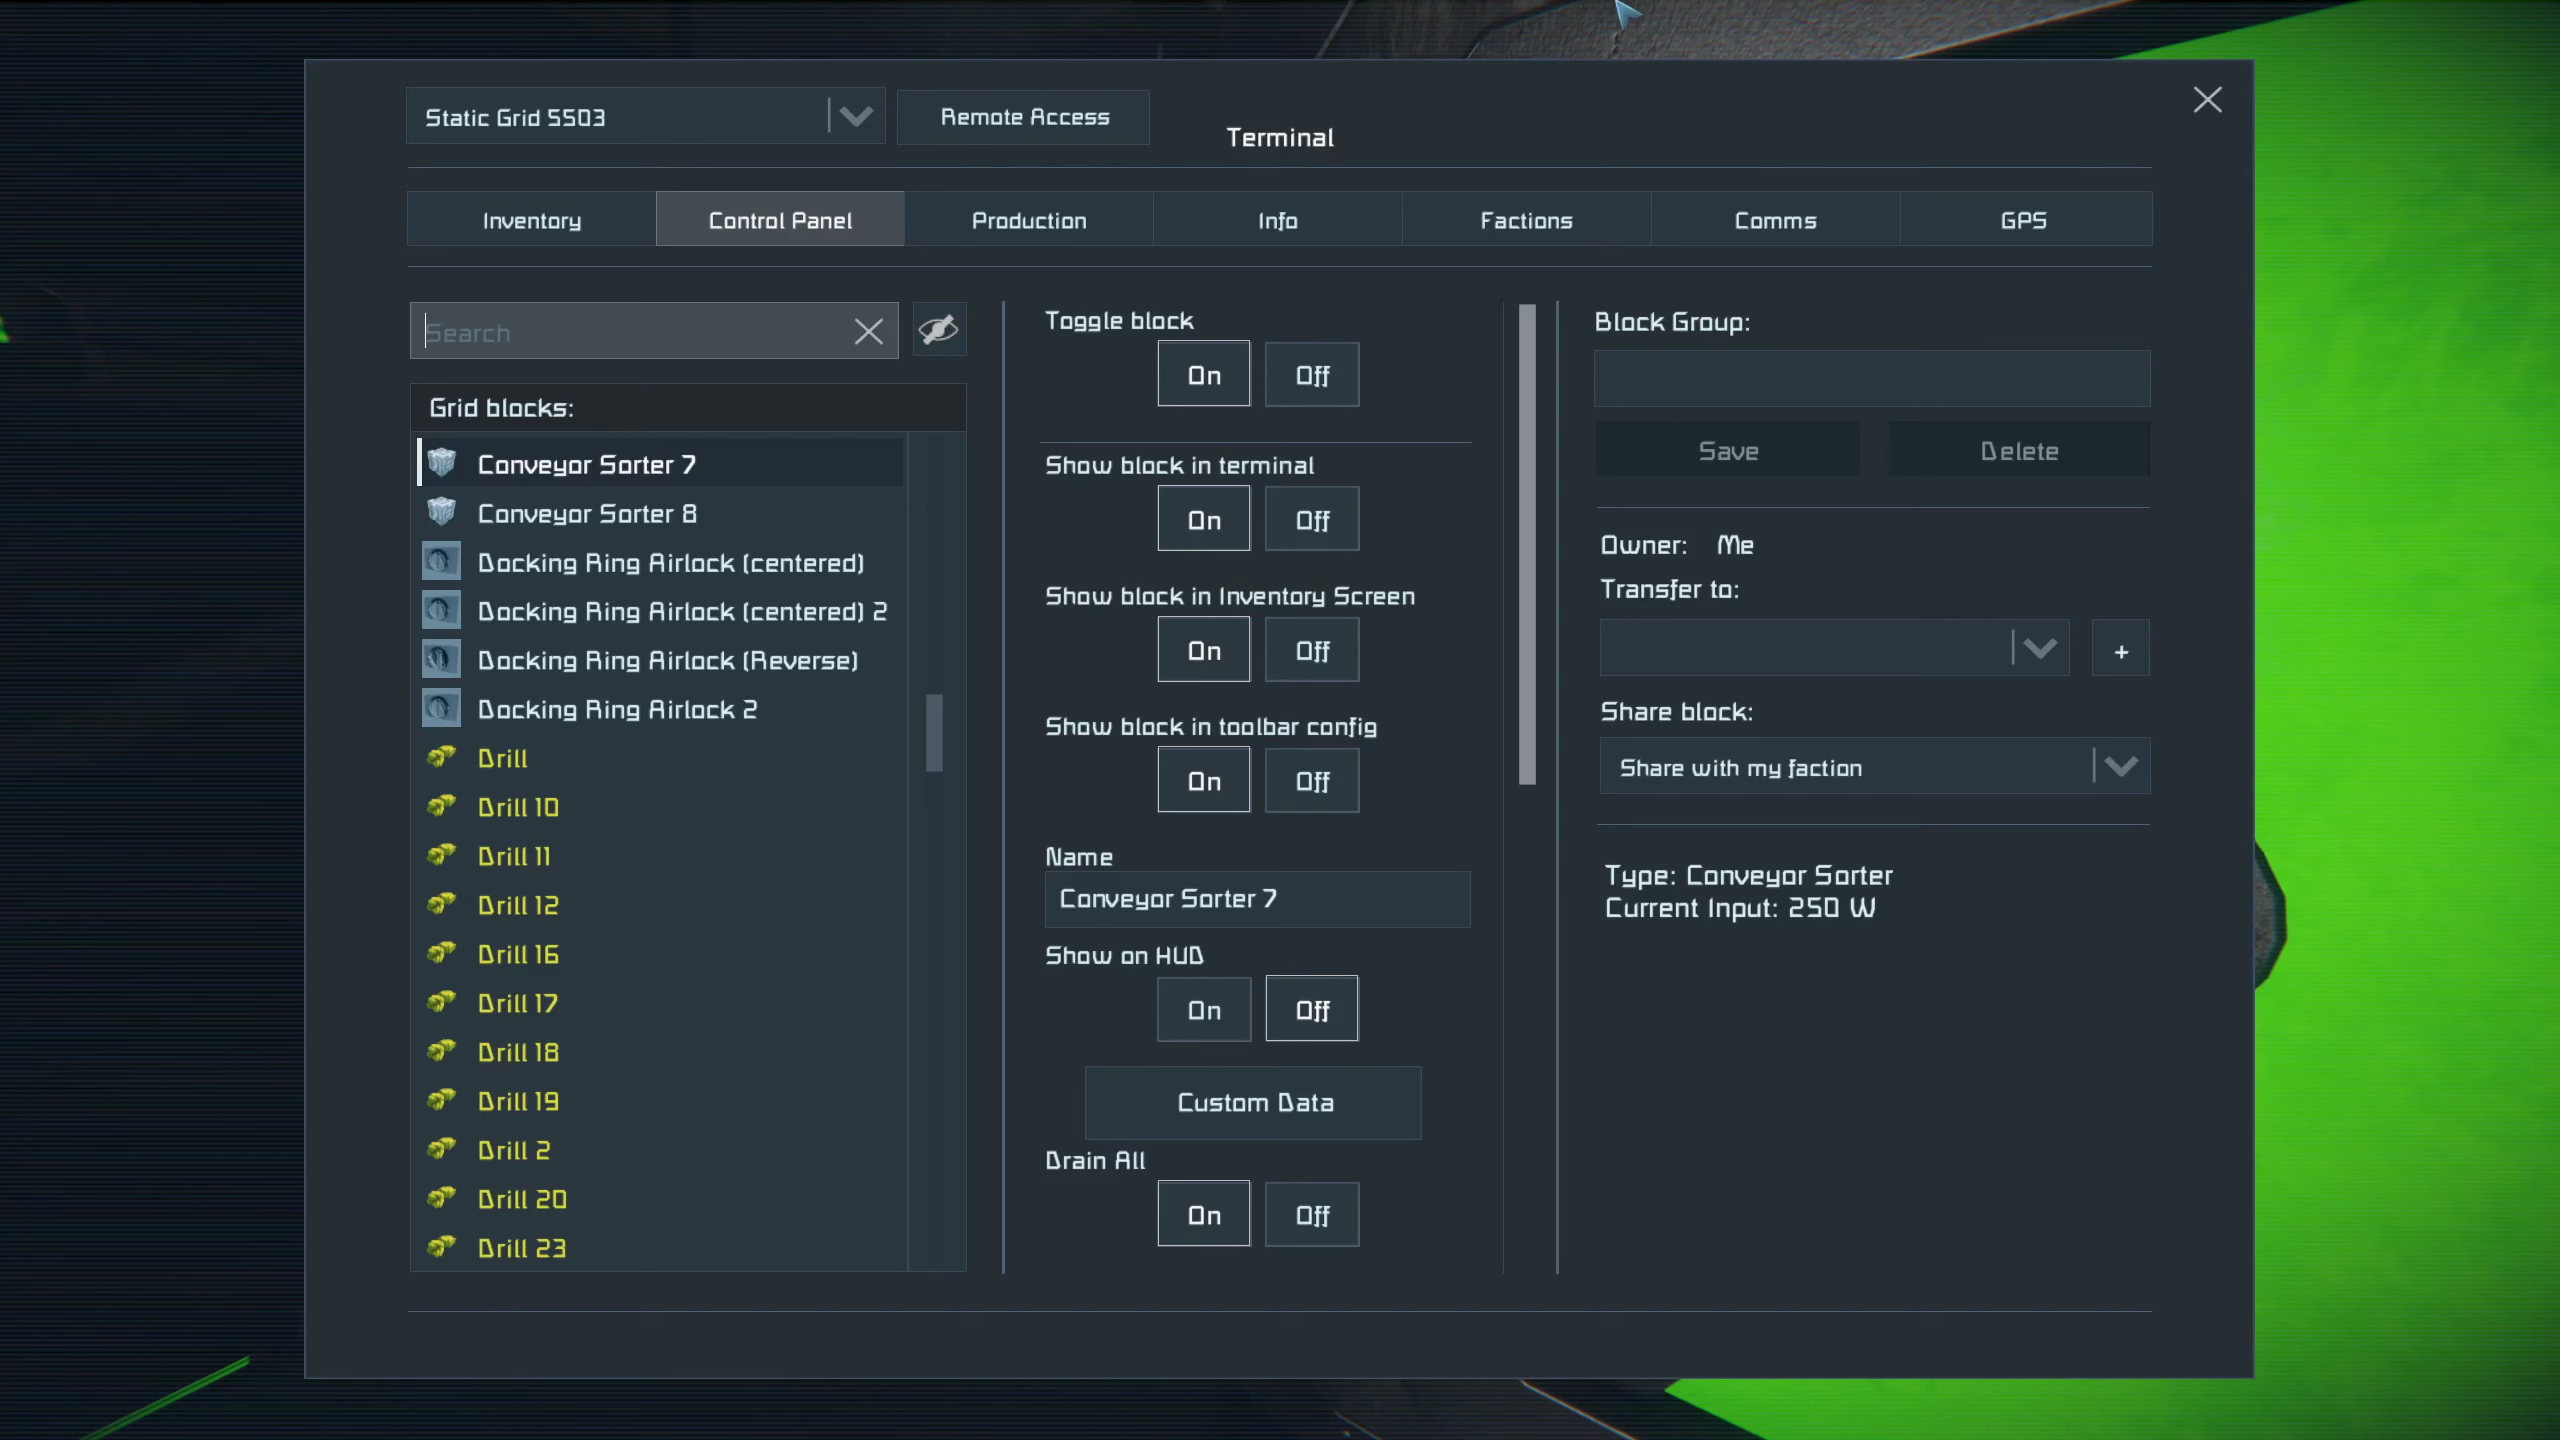 Static Grid 5503
Remote Access
Terminal
Inventory
Control Panel
Production
Info
Factions
Comms
GPS
Search
Grid blocks:
Conveyor Sorter 7
Conveyor Sorter 8
Docking Ring Airlock (centered)
Docking Ring Airlock (centered) 2
Docking Ring Airlock (Reverse)
Docking Ring Airlock 2
Drill
Drill 10
Drill 11
Drill 12
Drill 16
Drill 17
Drill 18
Drill 19
Drill 2
Drill 20
Drill 23
Toggle block
On Off
Show block in terminal
On Off
Show block in Inventory Screen
On Off
Show block in toolbar config
On Off
Name
Conveyor Sorter 7
Show on HUD
On Off
Custom Data
Drain All
On Off
Block Group:
Save Delete
Owner: Me
Transfer to:
+
Share block:
Share with my faction
Type: Conveyor Sorter
Current Input: 250 W